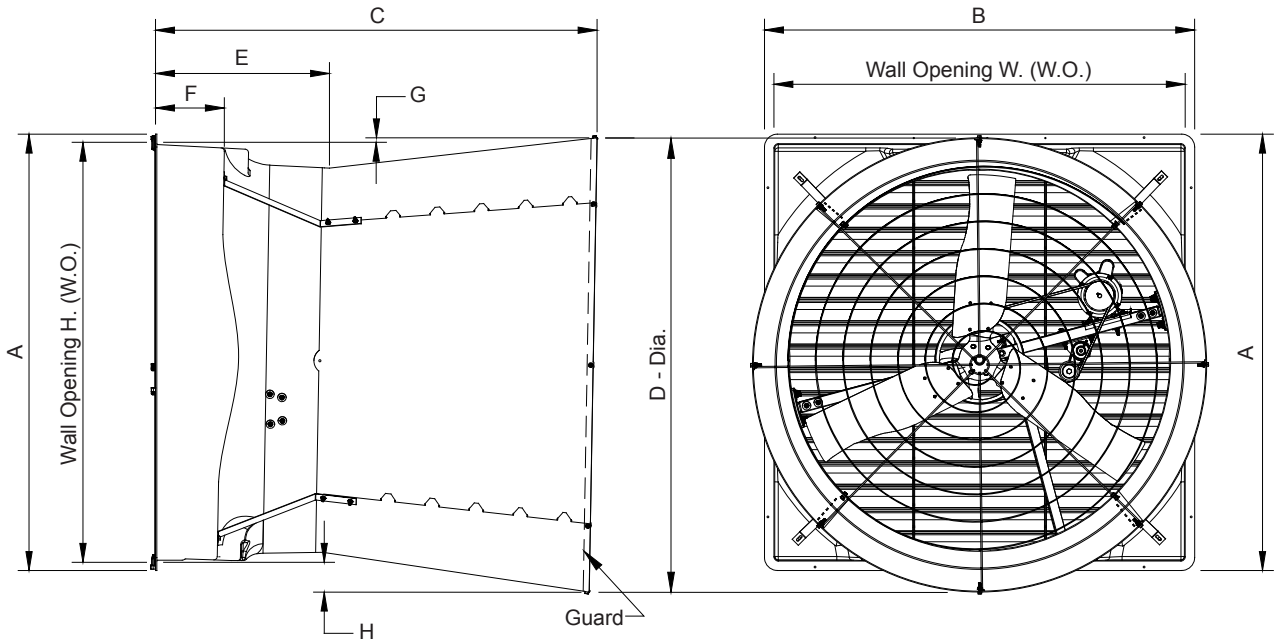 C
B
E
Wall Opening W. (W.O.)
F
G
A
Wall Opening H. (W.O.)
D - Dia.
A
Guard
H